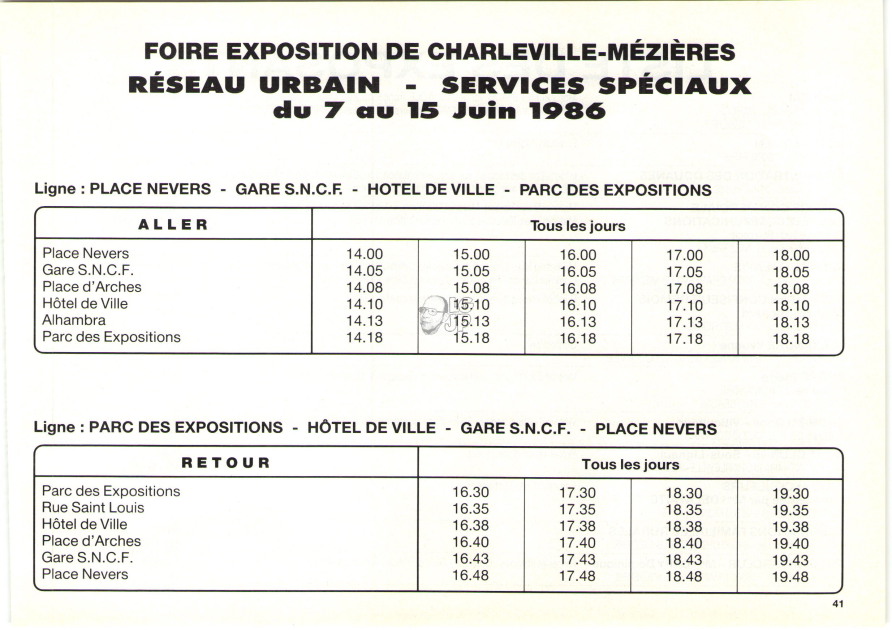 FOIRE EXPOSITION DE CHARLEVILLE-MÉZIÈRES
RÉSEAU URBAIN - SERVICES SPÉCIAUX
du 7 au 15 Juin 1986
Ligne : PLACE NEVERS - GARE S.N.C.F. - HOTEL DE VILLE - PARC DES EXPOSITIONS
ALLER Tous les jours
Place Nevers 14.00 15.00 16.00 17.00 18.00
Gare S.N.C.F. 14.05 15.05 16.05 17.05 18.05
Place d'Arches 14.08 15.08 16.08 17.08 18.08
Hôtel de Ville 14.10 15.10 16.10 17.10 18.10
Alhambra 14.13 15.13 16.13 17.13 18.13
Parc des Expositions 14.18 15.18 16.18 17.18 18.18
Ligne : PARC DES EXPOSITIONS - HÔTEL DE VILLE - GARE S.N.C.F. - PLACE NEVERS
RETOUR Tous les jours
Parc des Expositions 16.30 17.30 18.30 19.30
Rue Saint Louis 16.35 17.35 18.35 19.35
Hôtel de Ville 16.38 17.38 18.38 19.38
Place d'Arches 16.40 17.40 18.40 19.40
Gare S.N.C.F. 16.43 17.43 18.43 19.43
Place Nevers 16.48 17.48 18.48 19.48
41